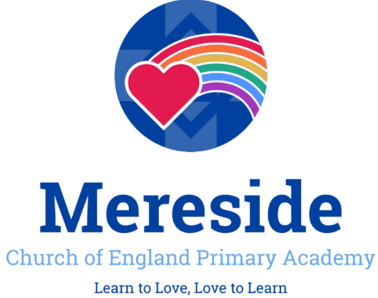 Mereside
Church of England Primary Academy
Learn to Love, Love to Learn